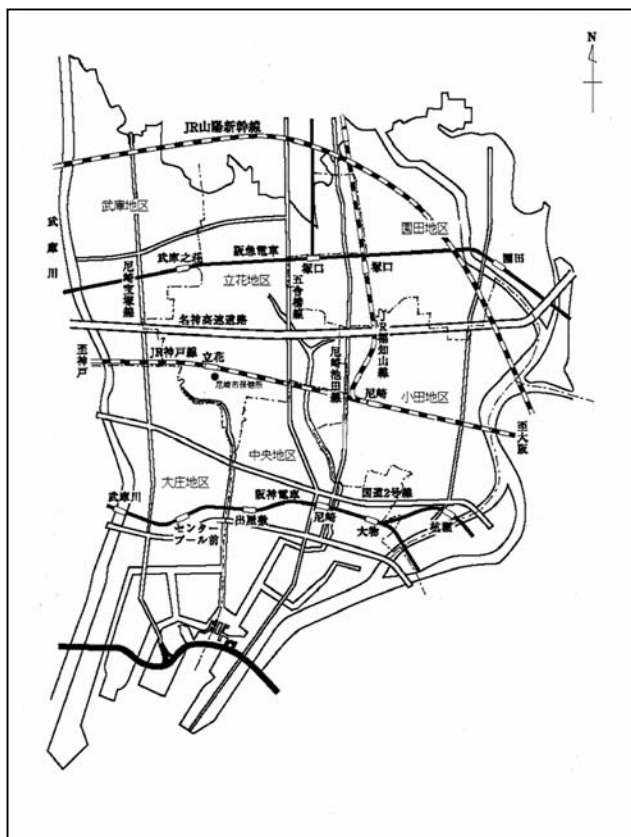 N
JR山陽新幹線
武庫地区
園田地区
武庫川
阪急電車
武庫之荘
塚口
塚口
園田
尼崎宝塚線
立花地区
五合橋線
名神高速道路
JR福知山線
至神戸
JR神戸線
立花
尼崎池田線
尼崎市保健所
尼崎
小田地区
至大阪
中央地区
大庄地区
武庫川
阪神電車
国道2号線
センタープール前
出屋敷
尼崎
大物
杭瀬